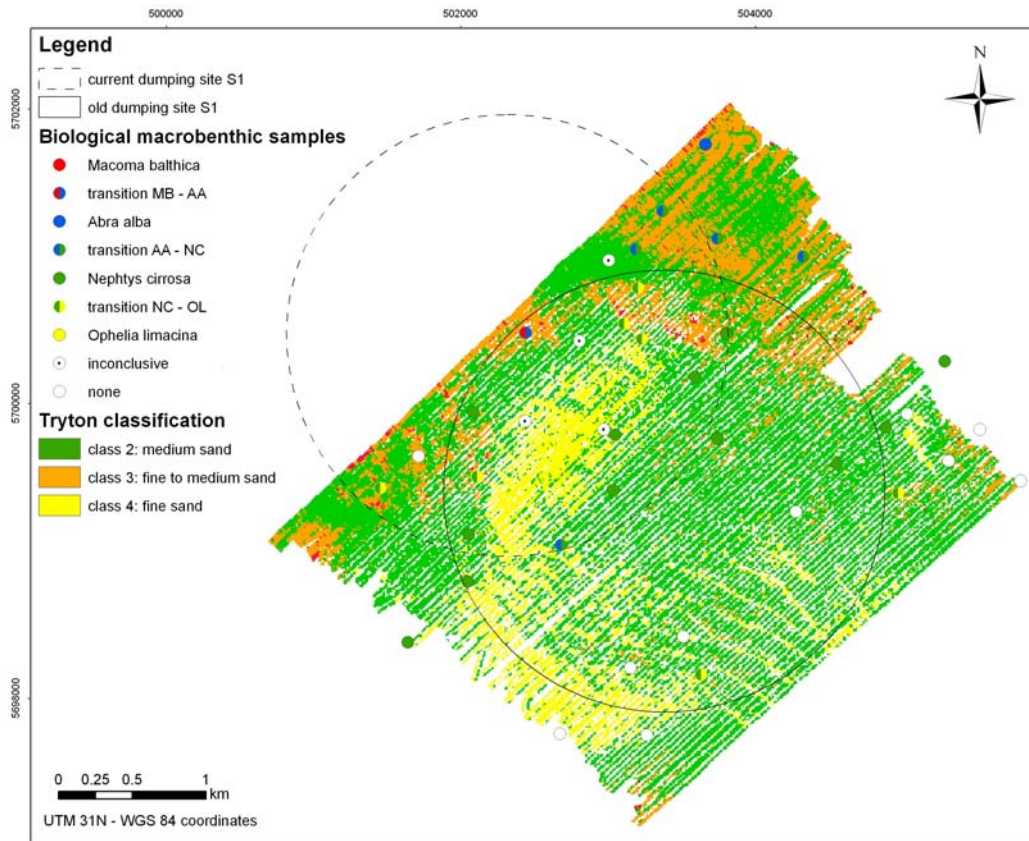 500000 502000 504000
Legend
current dumping site S1
old dumping site S1
Biological macrobenthic samples
Macoma balthica
transition MB - AA
Abra alba
transition AA - NC
Nephtys cirrosa
transition NC - OL
Ophelia limacina
inconclusive
none
Tryton classification
class 2: medium sand
class 3: fine to medium sand
class 4: fine sand
N
5702000
5700000
5698000
0 0.25 0.5 1
km
UTM 31N - WGS 84 coordinates